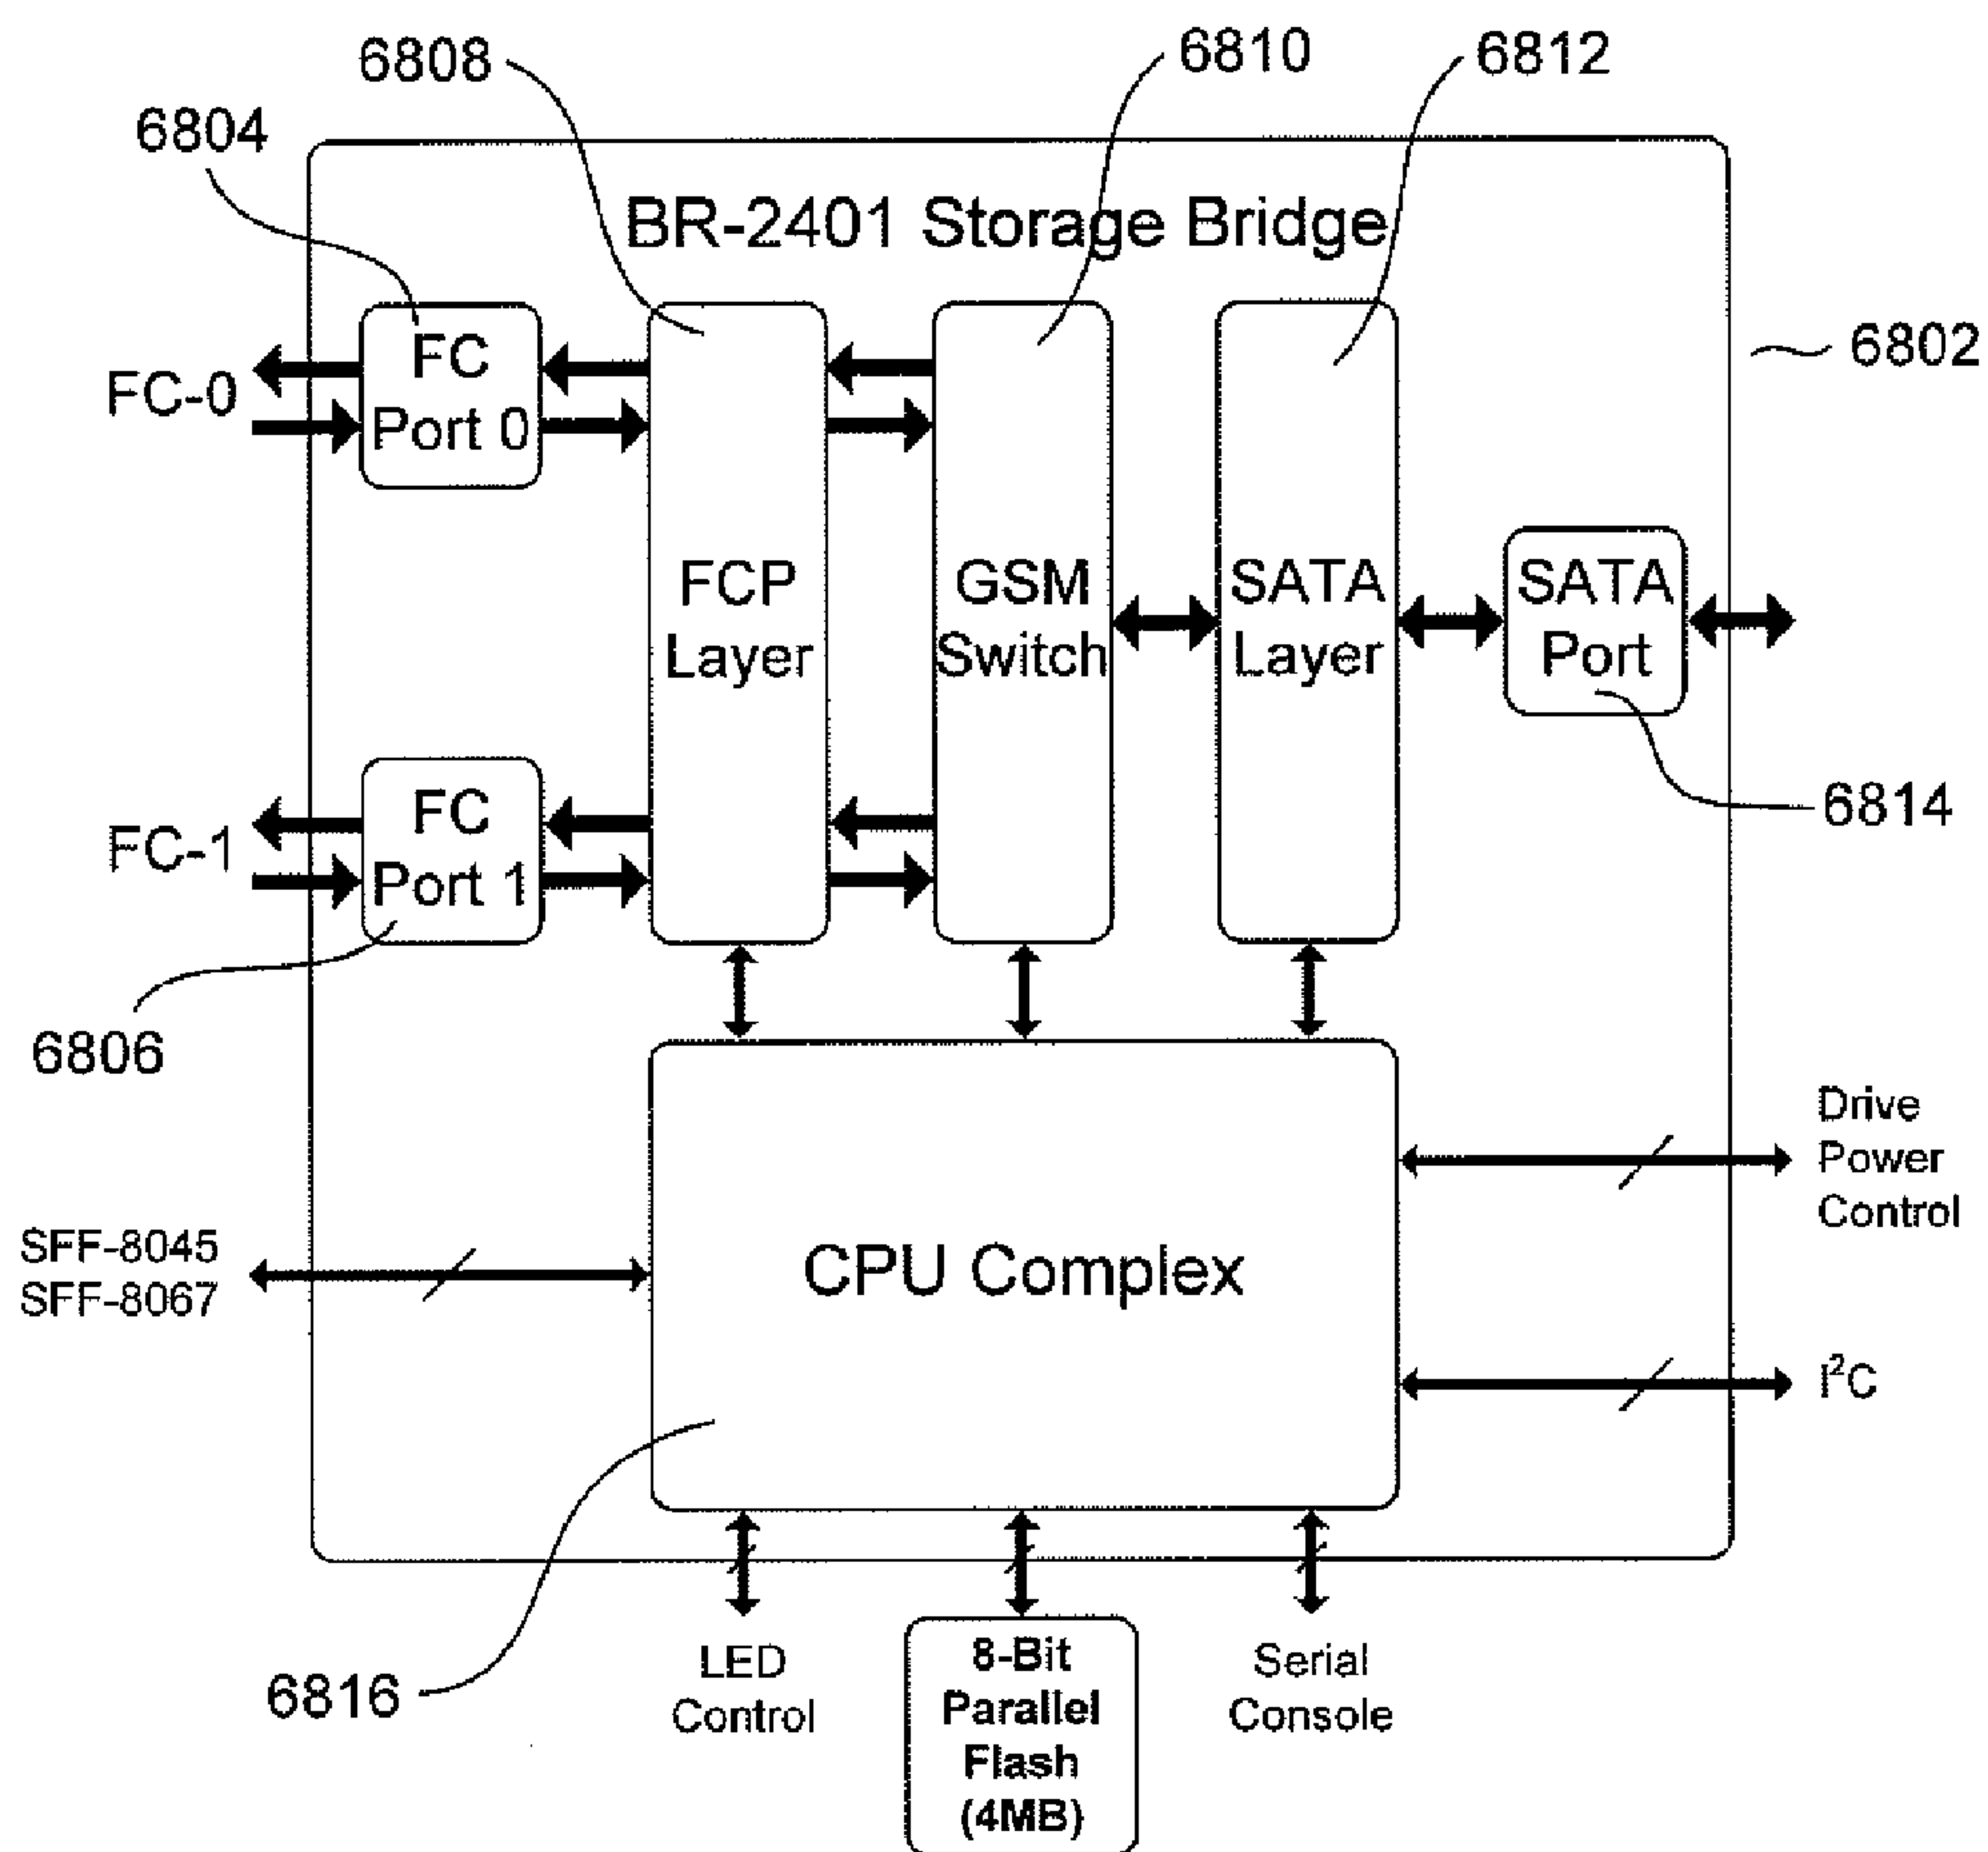 6808
6810
6812
6804
BR-2401 Storage Bridge
6802
FC-0
FC
Port 0
FCP
Layer
GSM
Switch
SATA
Layer
SATA
Port
6814
FC-1
FC
Port 1
6806
Drive
Power
Control
SFF-8045
SFF-8067
CPU Complex
I²C
6816
LED
Control
8-Bit
Parallel
Flash
(4MB)
Serial
Console